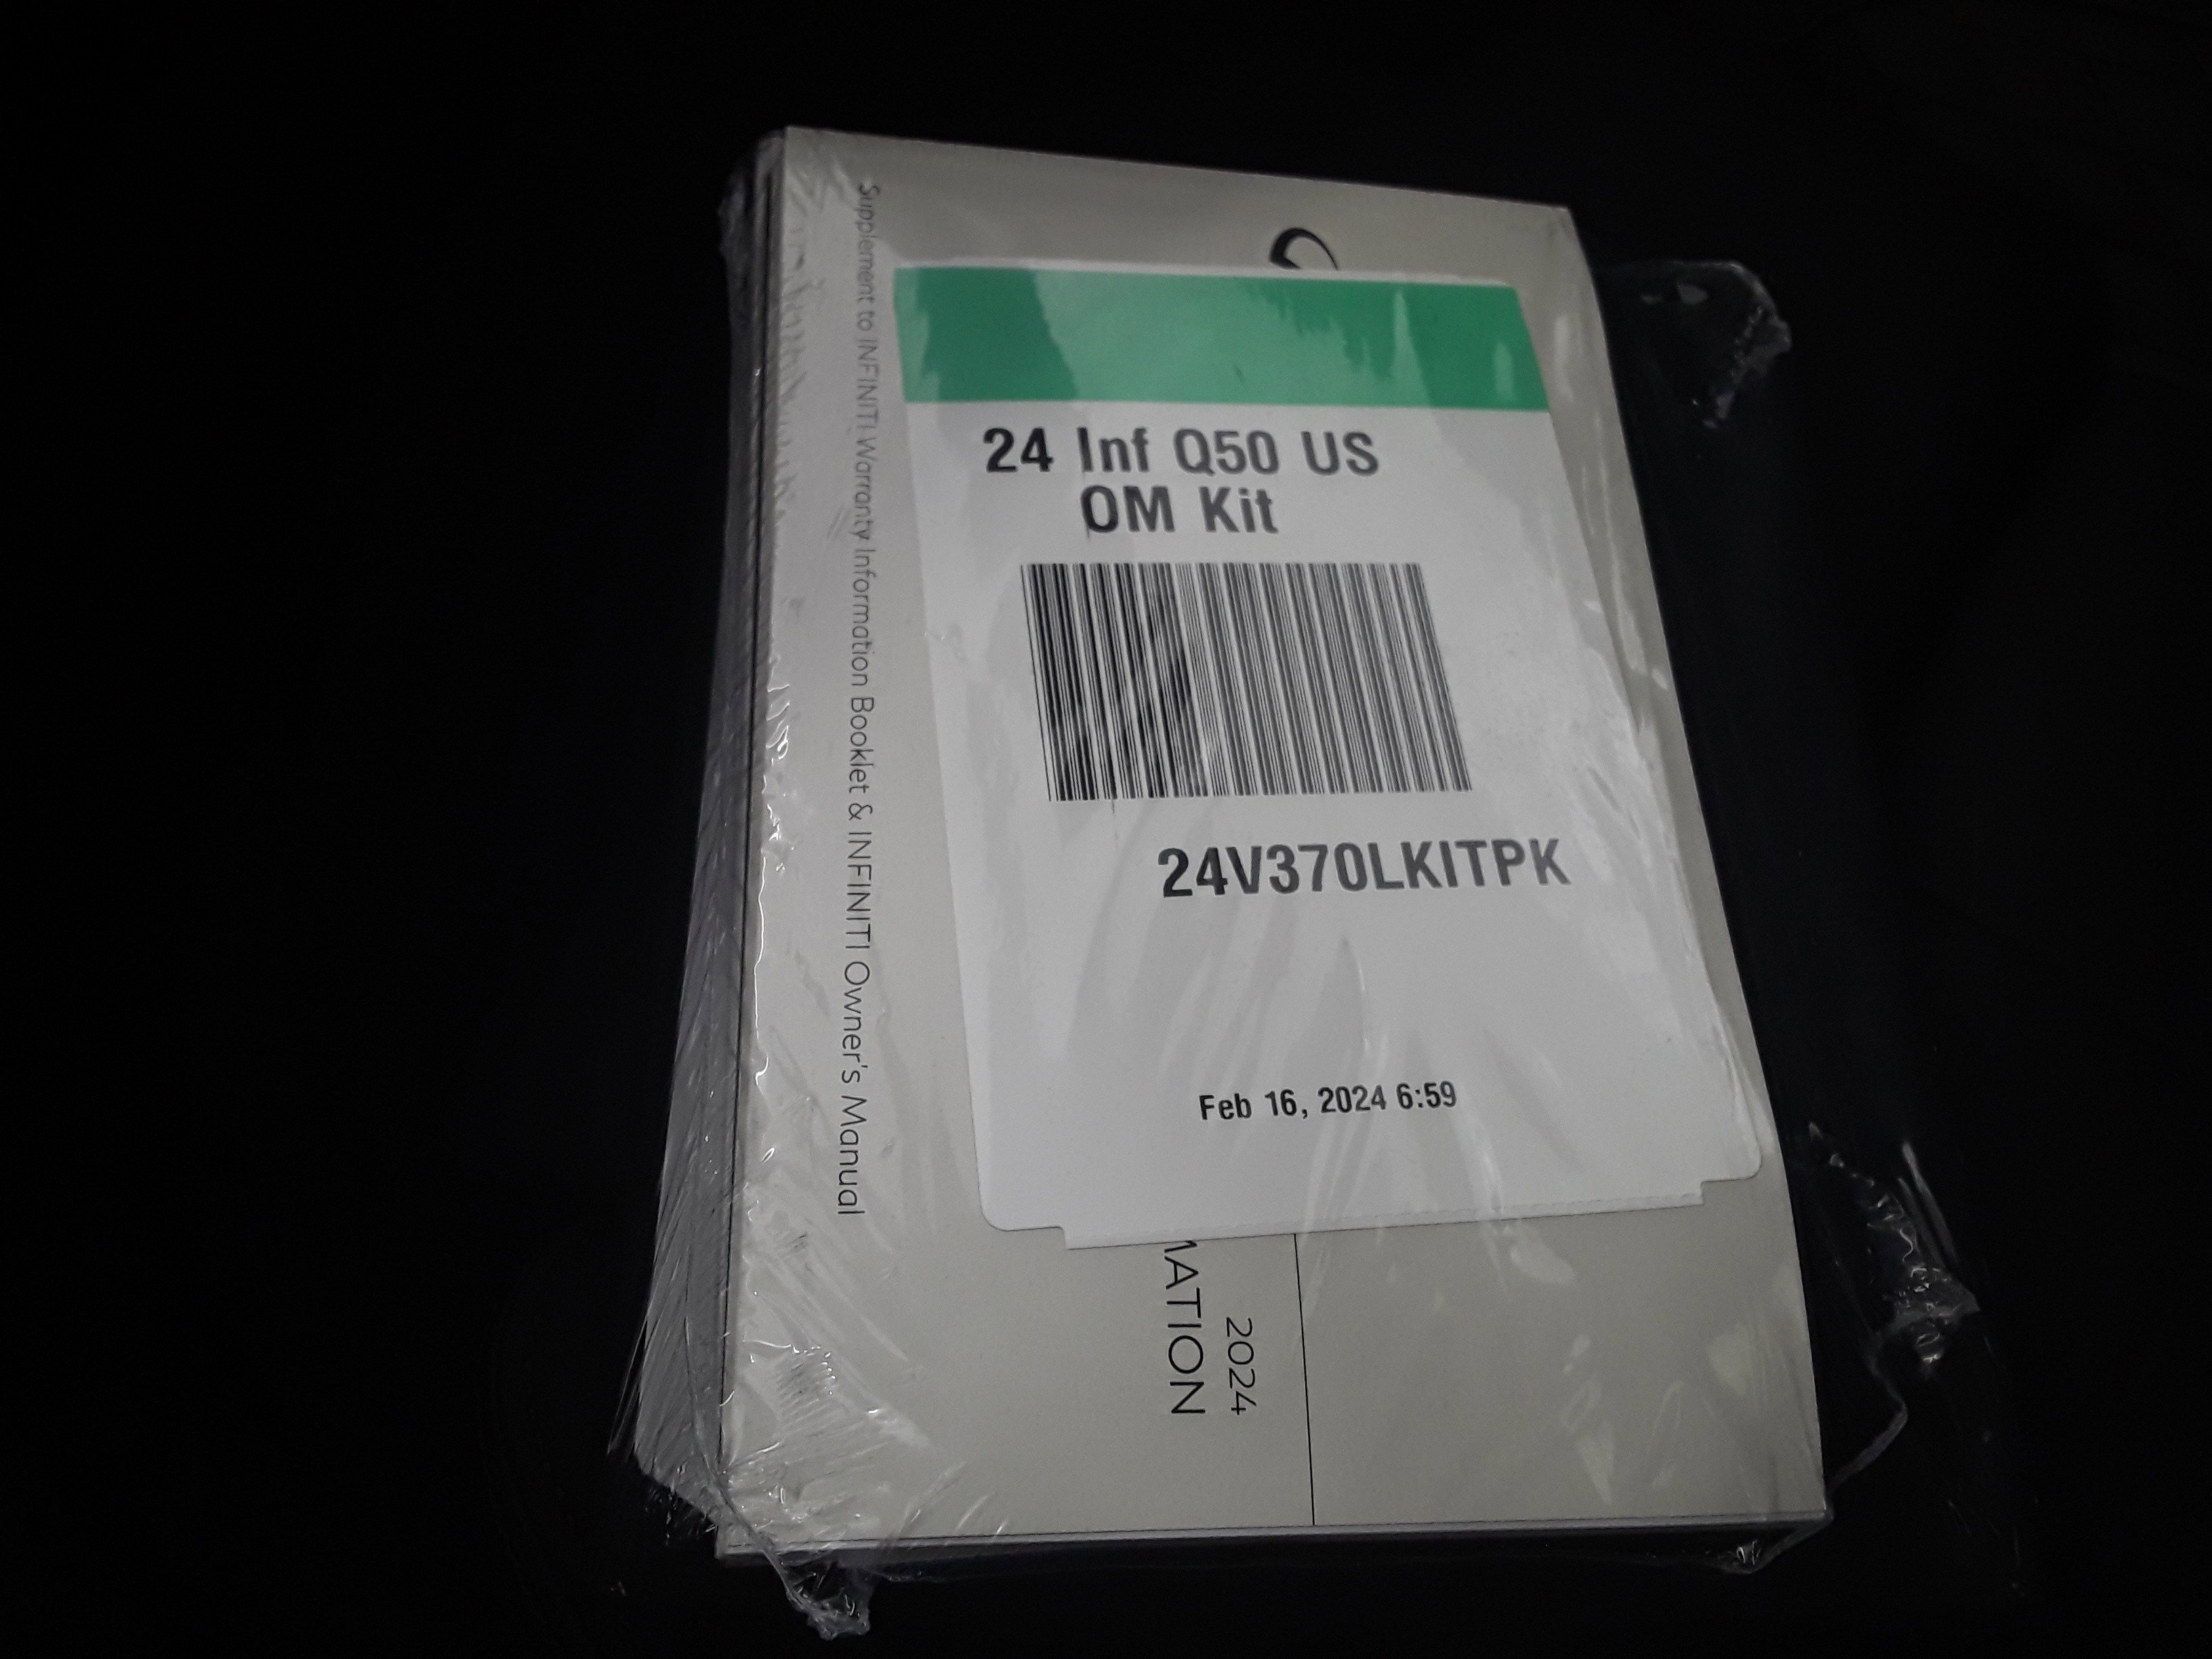 24 Inf Q50 US
OM Kit
24V370LKITPK
Feb 16, 2024 6:59
Supplement to INFINITI Warranty Information Booklet & INFINITI Owner's Manual
2024
MATION